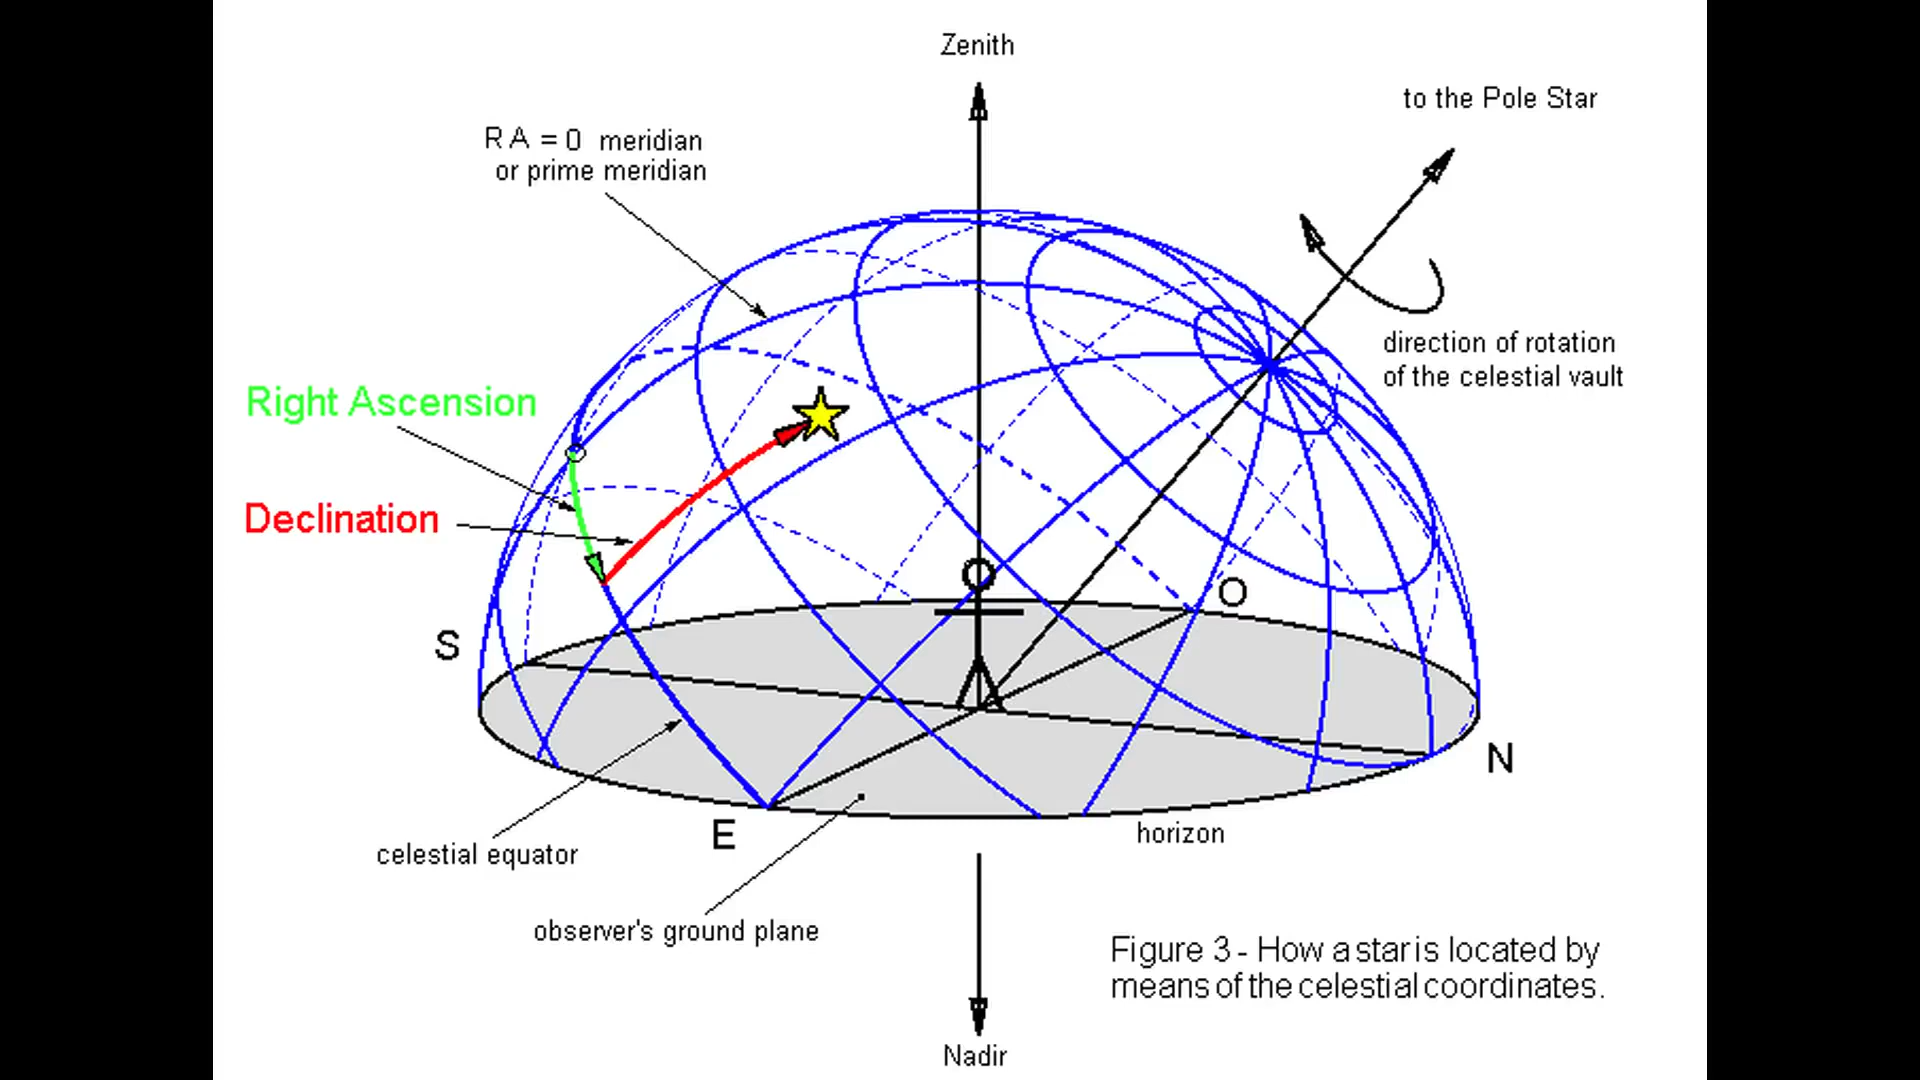 Zenith
to the Pole Star
RA = 0 meridian
or prime meridian
direction of rotation
of the celestial vault
Right Ascension
Declination
S
O
N
E
horizon
celestial equator
observer's ground plane
Figure 3 - How a star is located by
means of the celestial coordinates.
Nadir